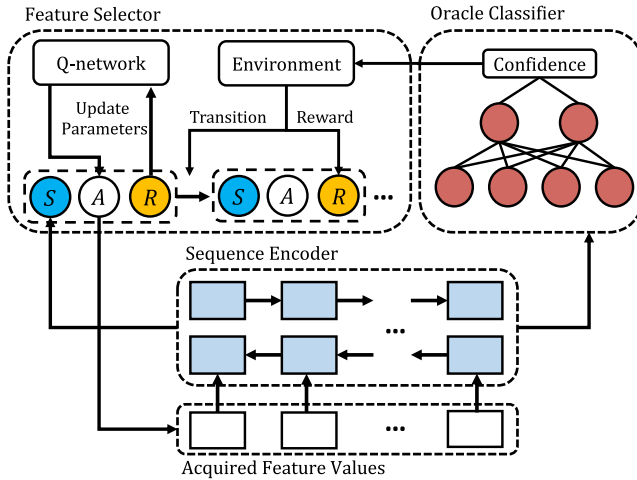 Feature Selector
Oracle Classifier
Q-network
Environment
Confidence
Update
Parameters
Transition
Reward
S
A
R
S
A
R
...
Sequence Encoder
...
...
Acquired Feature Values